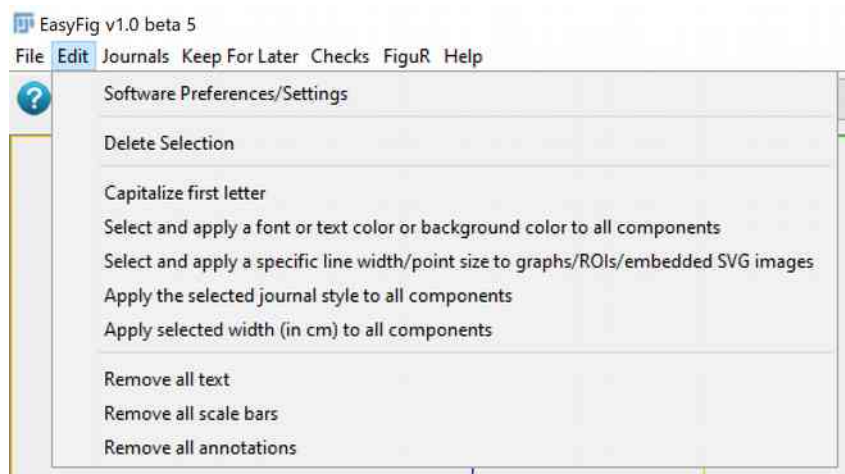 EasyFig v1.0 beta 5
File Edit Journals Keep For Later Checks FiguR Help
?
Software Preferences/Settings
Delete Selection
Capitalize first letter
Select and apply a font or text color or background color to all components
Select and apply a specific line width/point size to graphs/ROIs/embedded SVG images
Apply the selected journal style to all components
Apply selected width (in cm) to all components
Remove all text
Remove all scale bars
Remove all annotations